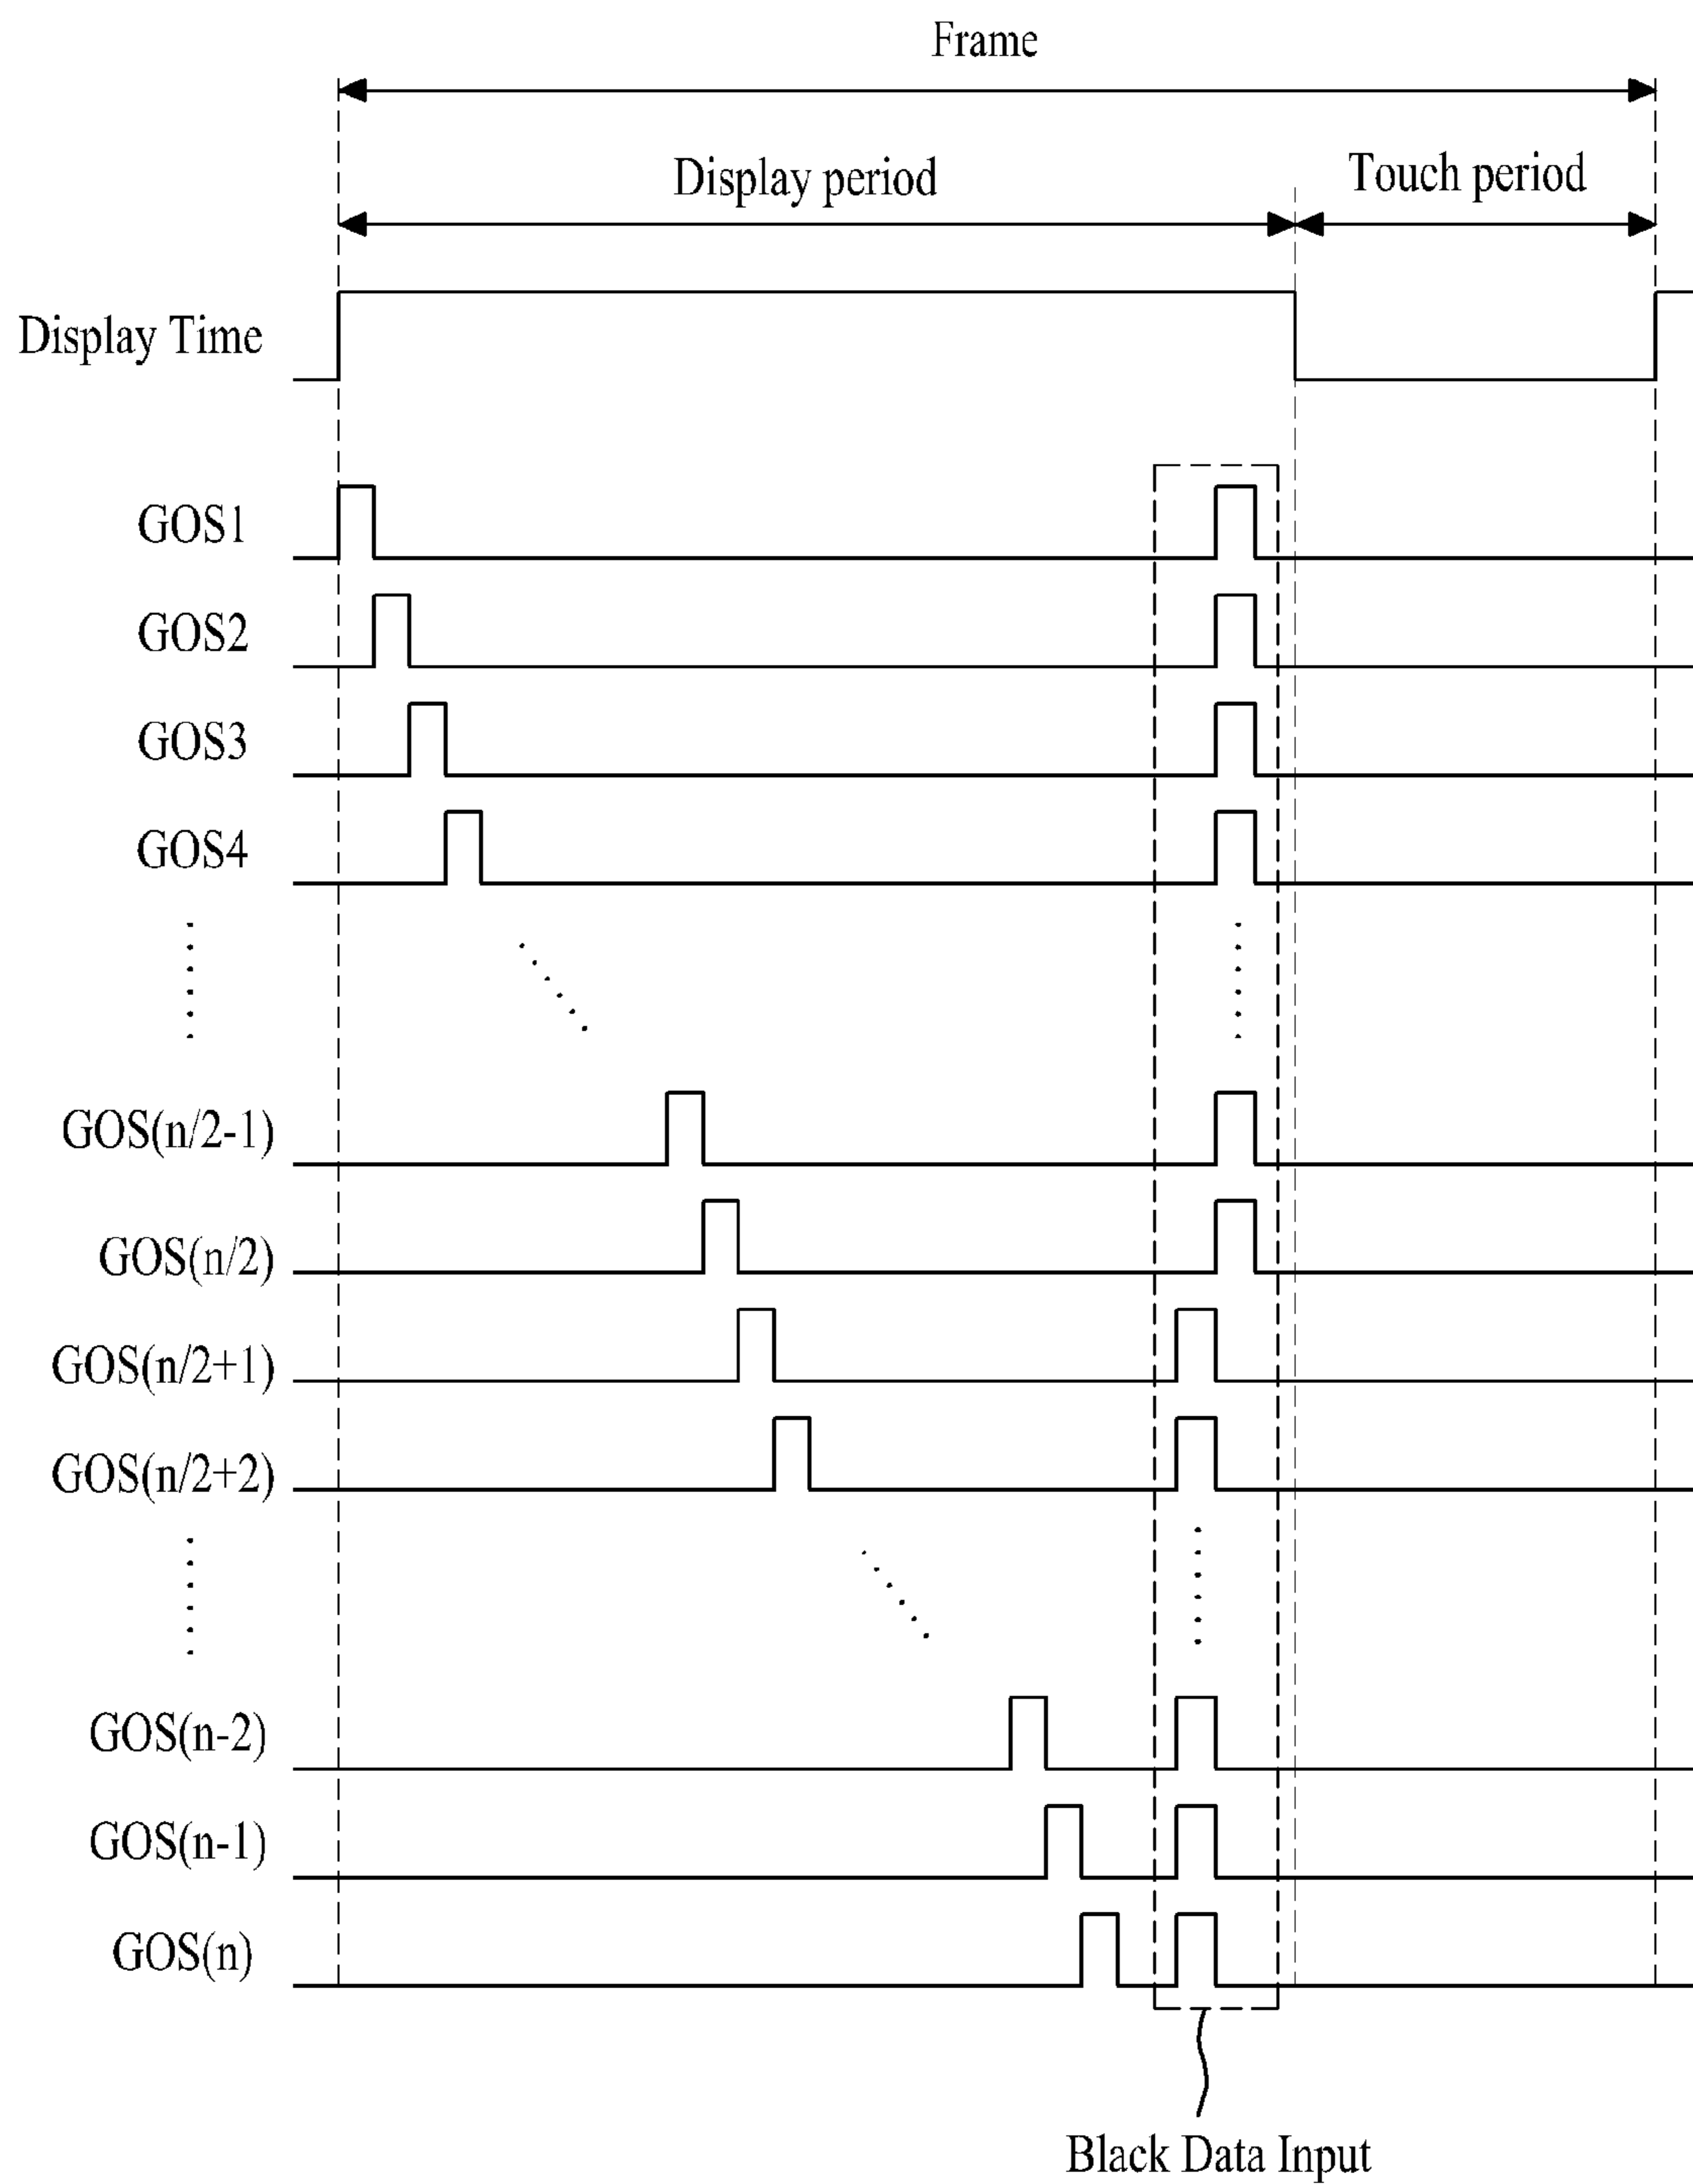 Frame
Display period
Touch period
Display Time
GOS1
GOS2
GOS3
GOS4
GOS(n/2-1)
GOS(n/2)
GOS(n/2+1)
GOS(n/2+2)
GOS(n-2)
GOS(n-1)
GOS(n)
Black Data Input